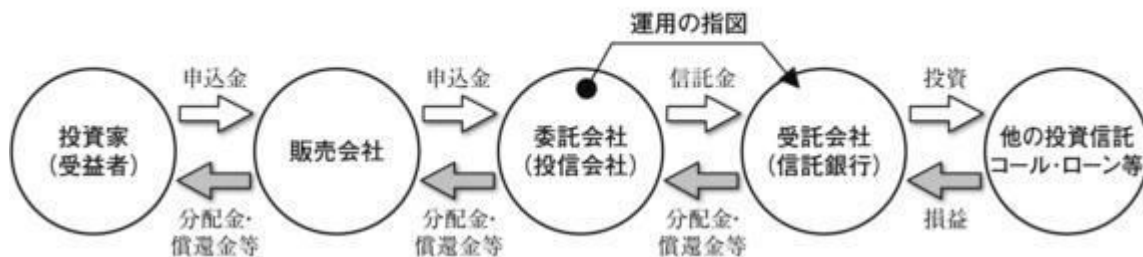 運用の指図
申込金
申込金
信託金
投資
投資家
(受益者)
販売会社
委託会社
(投信会社)
受託会社
(信託銀行)
他の投資信託
コール・ローン等
分配金・
償還金等
分配金・
償還金等
分配金・
償還金等
損益